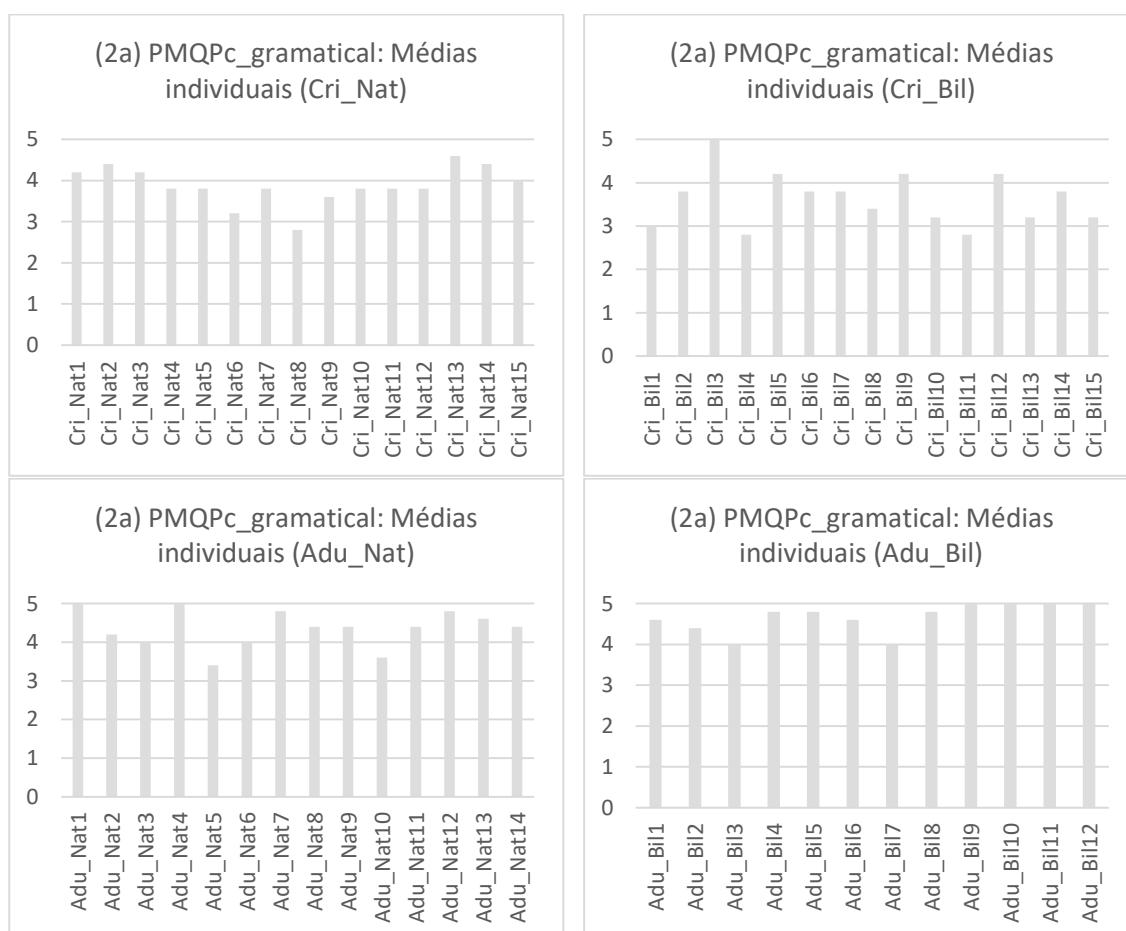 (2a) PMQPc_gramatical: Médias
individuais (Cri_Nat)
5
4
3
2
1
0
Cri_Nat1
Cri_Nat2
Cri_Nat3
Cri_Nat4
Cri_Nat5
Cri_Nat6
Cri_Nat7
Cri_Nat8
Cri_Nat9
Cri_Nat10
Cri_Nat11
Cri_Nat12
Cri_Nat13
Cri_Nat14
Cri_Nat15
(2a) PMQPc_gramatical: Médias
individuais (Cri_Bil)
5
4
3
2
1
0
Cri_Bil1
Cri_Bil2
Cri_Bil3
Cri_Bil4
Cri_Bil5
Cri_Bil6
Cri_Bil7
Cri_Bil8
Cri_Bil9
Cri_Bil10
Cri_Bil11
Cri_Bil12
Cri_Bil13
Cri_Bil14
Cri_Bil15
(2a) PMQPc_gramatical: Médias
individuais (Adu_Nat)
5
4
3
2
1
0
Adu_Nat1
Adu_Nat2
Adu_Nat3
Adu_Nat4
Adu_Nat5
Adu_Nat6
Adu_Nat7
Adu_Nat8
Adu_Nat9
Adu_Nat10
Adu_Nat11
Adu_Nat12
Adu_Nat13
Adu_Nat14
(2a) PMQPc_gramatical: Médias
individuais (Adu_Bil)
5
4
3
2
1
0
Adu_Bil1
Adu_Bil2
Adu_Bil3
Adu_Bil4
Adu_Bil5
Adu_Bil6
Adu_Bil7
Adu_Bil8
Adu_Bil9
Adu_Bil10
Adu_Bil11
Adu_Bil12